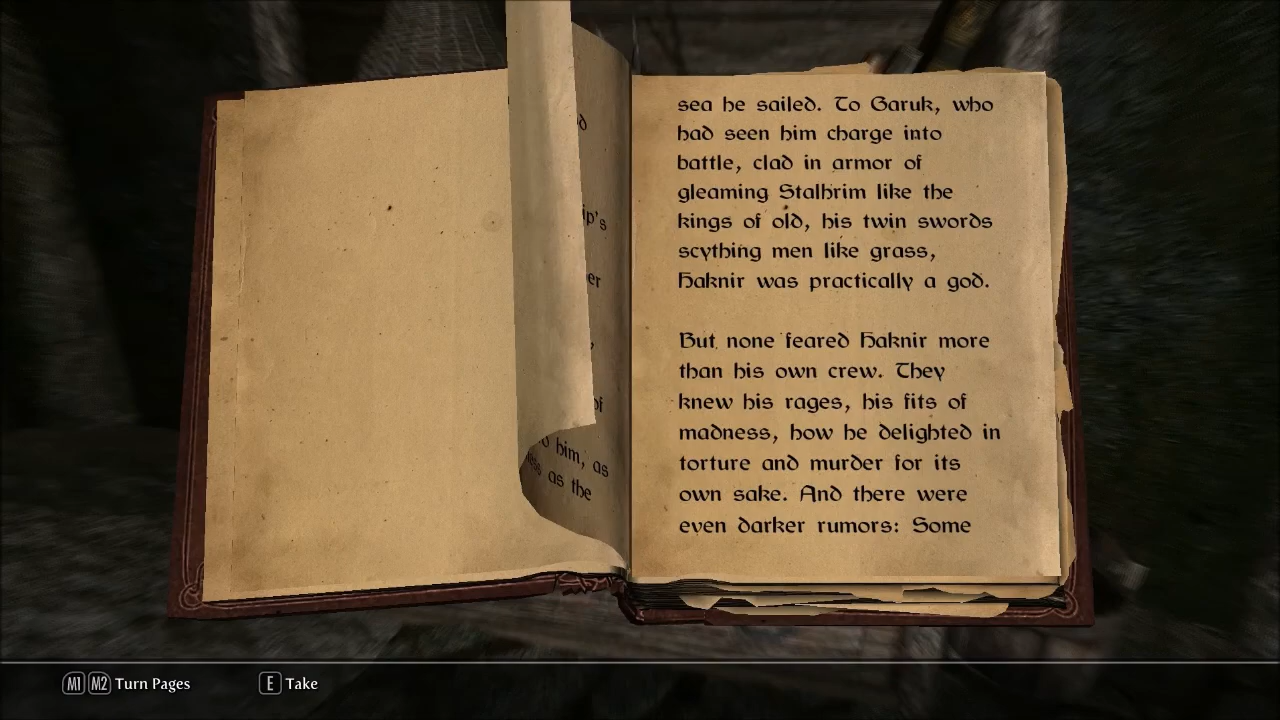 him, as
as the
sea he sailed. To Garuk, who
had seen him charge into
battle, clad in armor of
gleaming Stalhrim like the
kings of old, his twin swords
scything men like grass,
Haknir was practically a god.
But none feared Haknir more
than his own crew. They
knew his rages, his fits of
madness, how he delighted in
torture and murder for its
own sake. And there were
even darker rumors: Some
M1 M2 Turn Pages
E Take